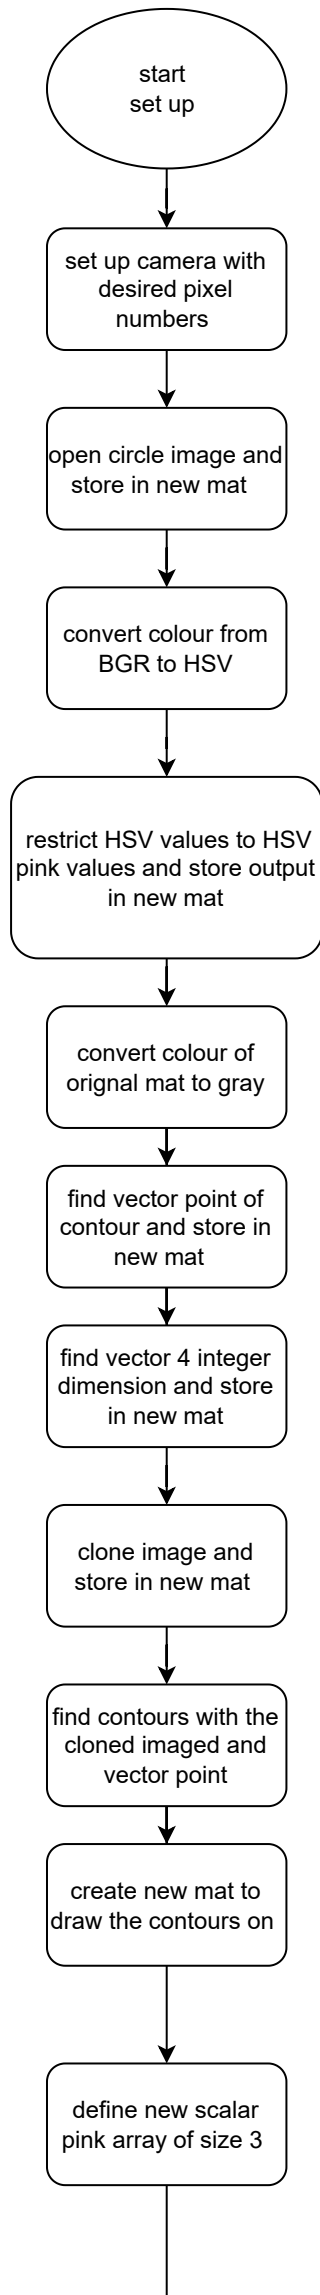 start
set up
set up camera with
desired pixel
numbers
open circle image and
store in new mat
convert colour from
BGR to HSV
restrict HSV values to HSV
pink values and store output
in new mat
convert colour of
orignal mat to gray
find vector point of
contour and store in
new mat
find vector 4 integer
dimension and store
in new mat
clone image and
store in new mat
find contours with the
cloned imaged and
vector point
create new mat to
draw the contours on
define new scalar
pink array of size 3